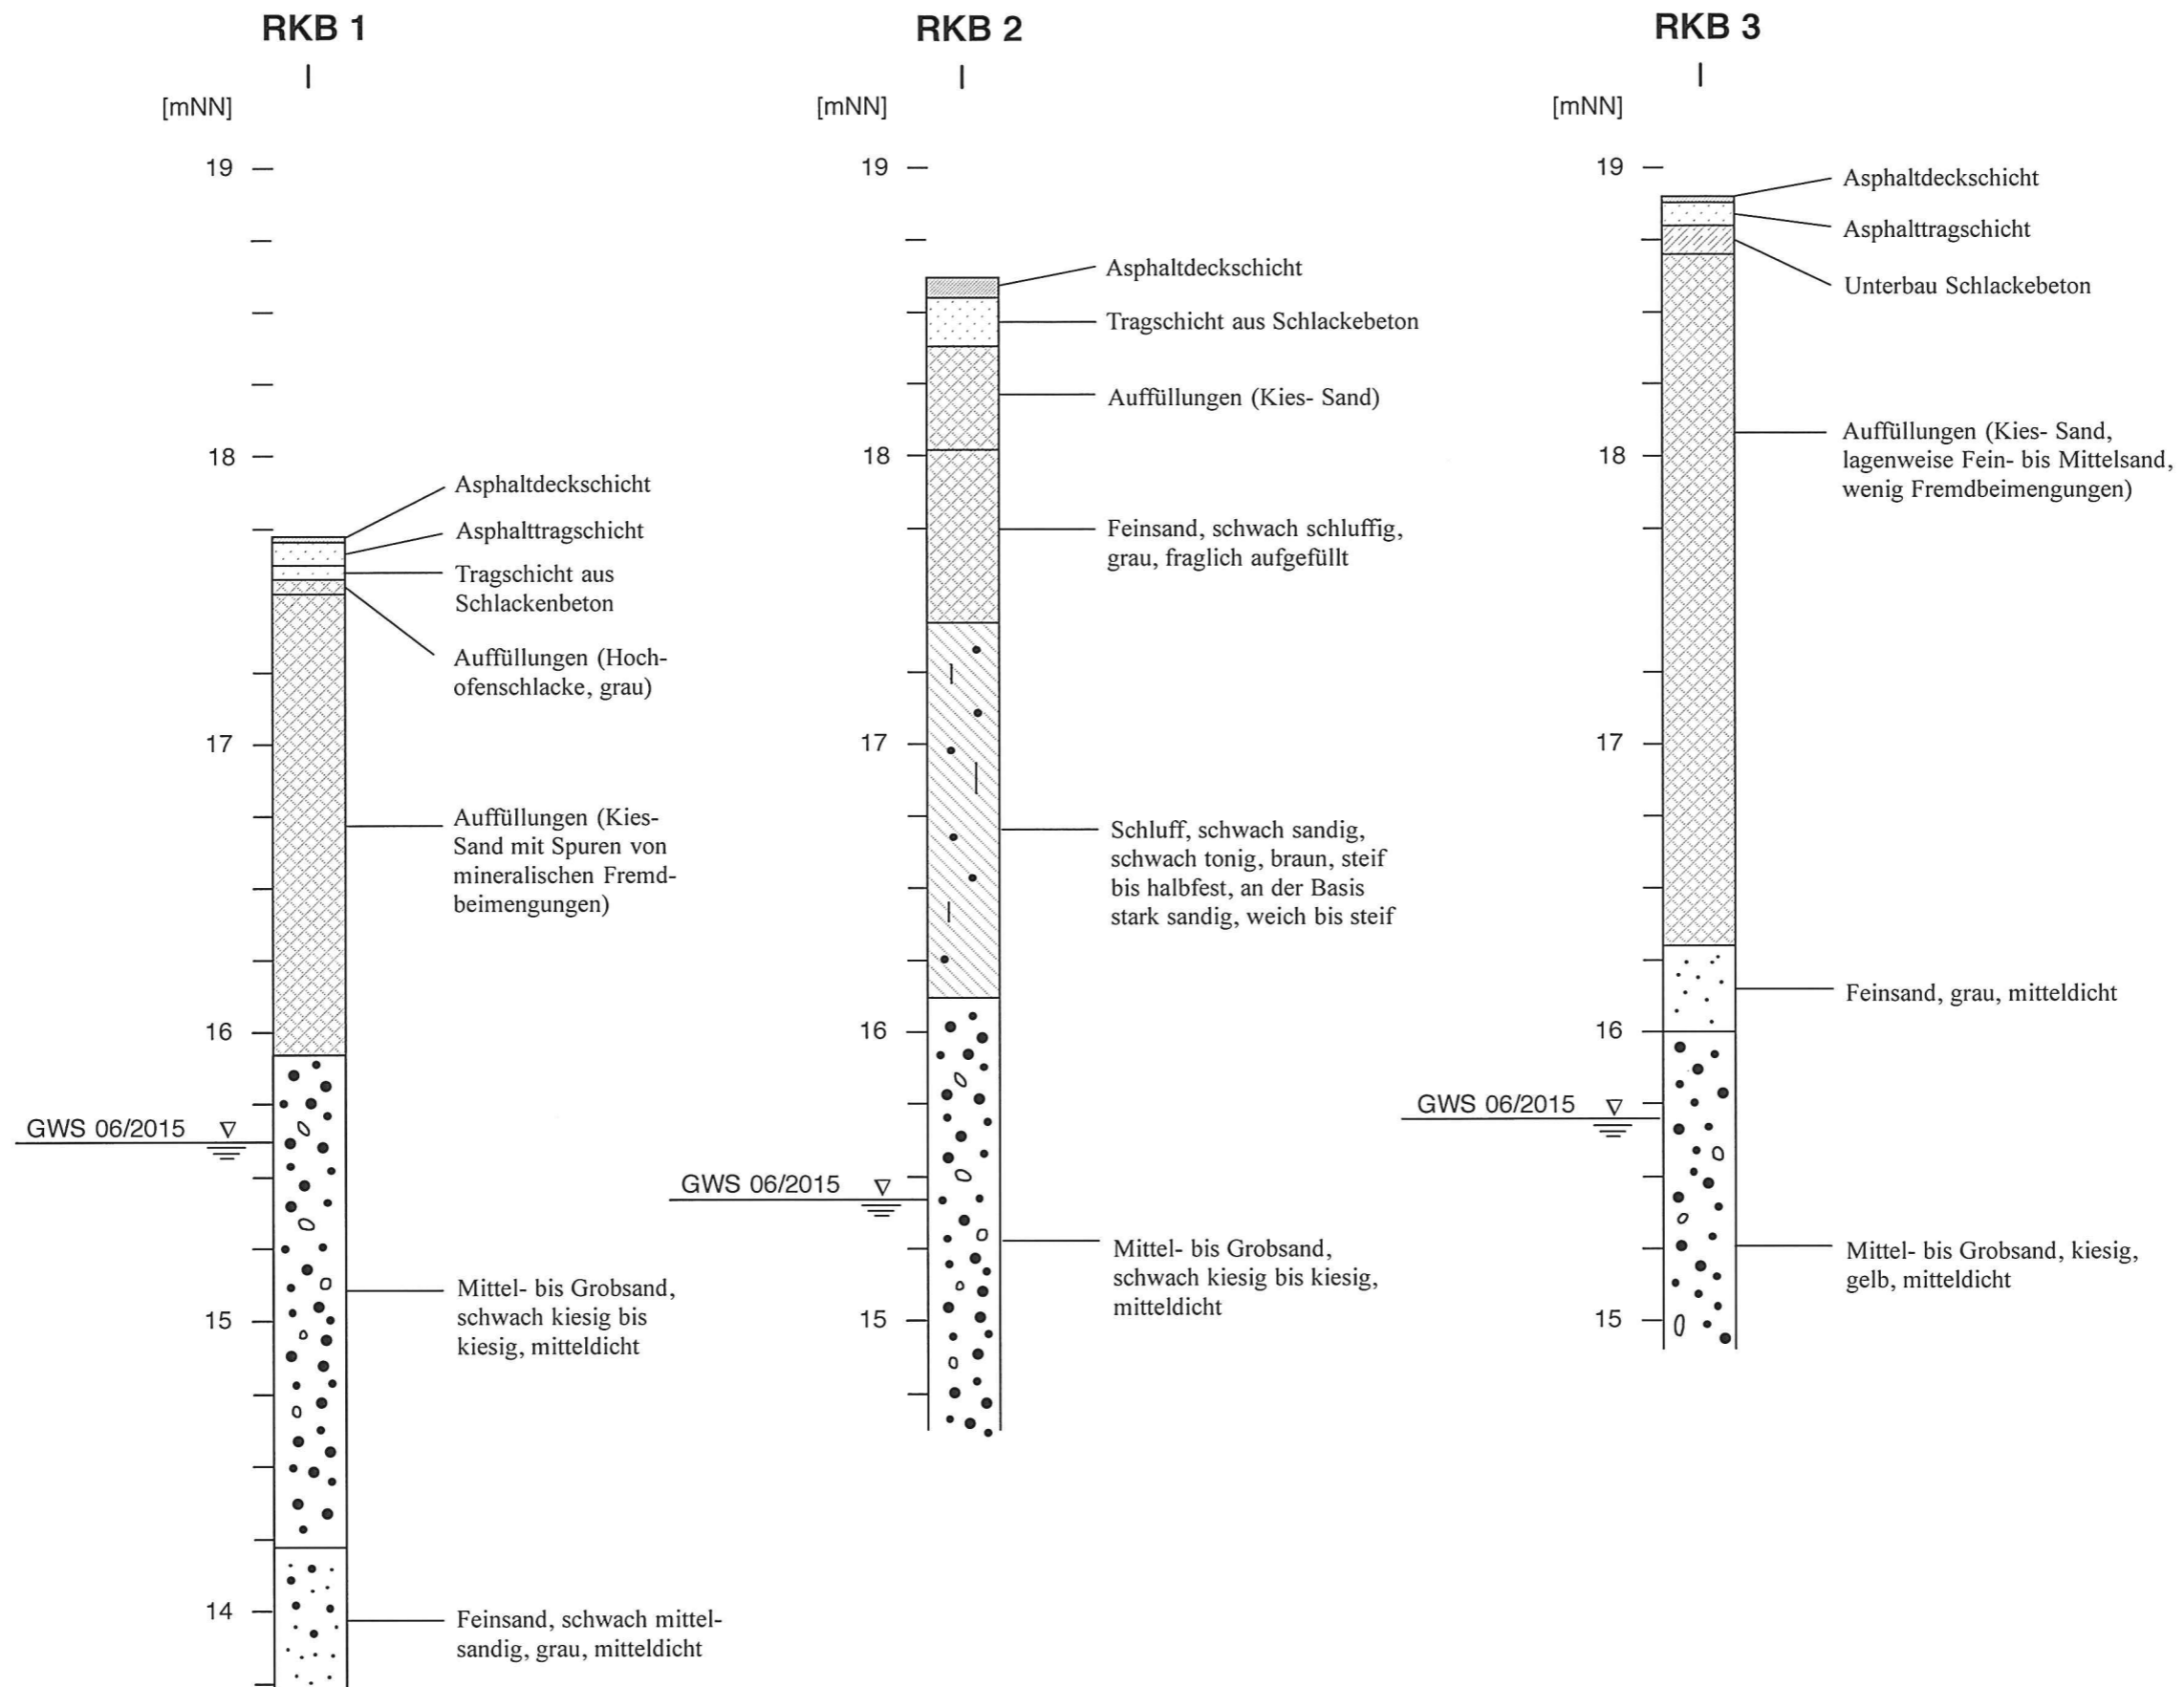 RKB 1
[mNN]
19
18
17
16
15
14
Asphaltdeckschicht
Asphalttragschicht
Tragschicht aus
Schlackenbeton
Auffüllungen (Hoch-
ofenschlacke, grau)
Auffüllungen (Kies-
Sand mit Spuren von
mineralischen Fremd-
beimengungen)
GWS 06/2015
Mittel- bis Grobsand,
schwach kiesig bis
kiesig, mitteldicht
Feinsand, schwach mittel-
sandig, grau, mitteldicht
RKB 2
[mNN]
19
18
17
16
15
Asphaltdeckschicht
Tragschicht aus Schlackebeton
Auffüllungen (Kies- Sand)
Feinsand, schwach schluffig,
grau, fraglich aufgefüllt
Schluff, schwach sandig,
schwach tonig, braun, steif
bis halbfest, an der Basis
stark sandig, weich bis steif
GWS 06/2015
Mittel- bis Grobsand,
schwach kiesig bis kiesig,
mitteldicht
RKB 3
[mNN]
19
18
17
16
15
Asphaltdeckschicht
Asphalttragschicht
Unterbau Schlackebeton
Auffüllungen (Kies- Sand,
lagenweise Fein- bis Mittelsand,
wenig Fremdbeimengungen)
Feinsand, grau, mitteldicht
GWS 06/2015
Mittel- bis Grobsand, kiesig,
gelb, mitteldicht